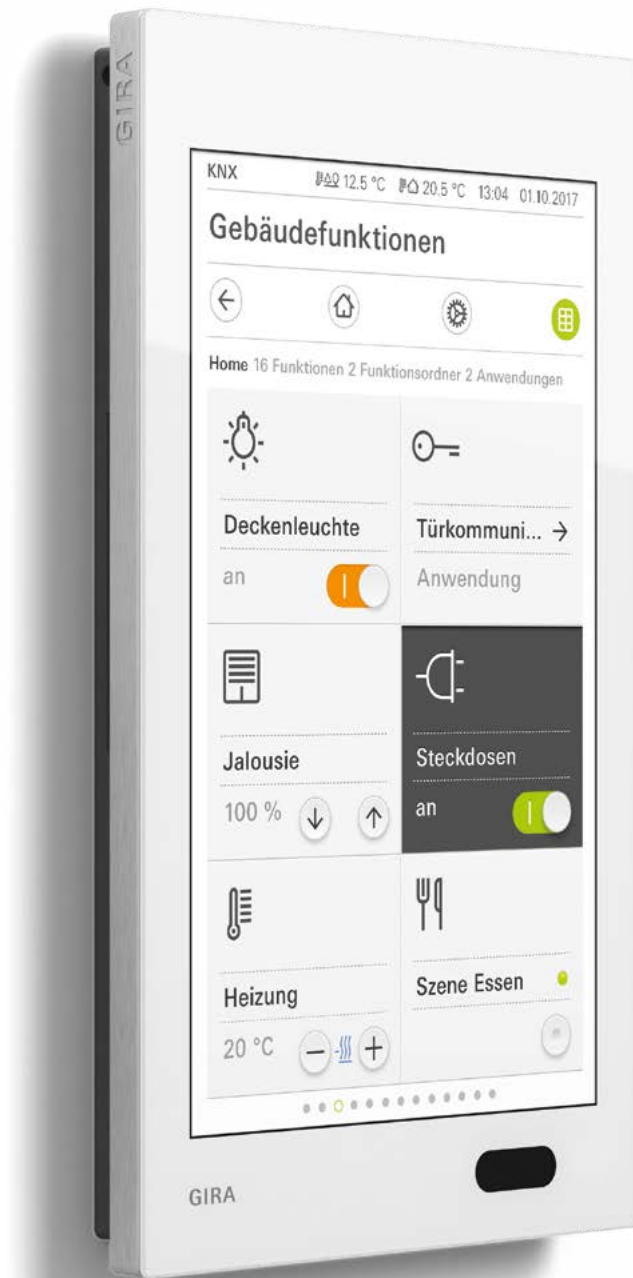 GIRA
KNX 12.5 °C 20.5 °C 13:04 01.10.2017
Gebäudefunktionen
Home 16 Funktionen 2 Funktionsordner 2 Anwendungen
Deckenleuchte
an
Türkommuni...
Anwendung
Jalousie
100 %
Steckdosen
an
Heizung
20 °C
Szene Essen
GIRA